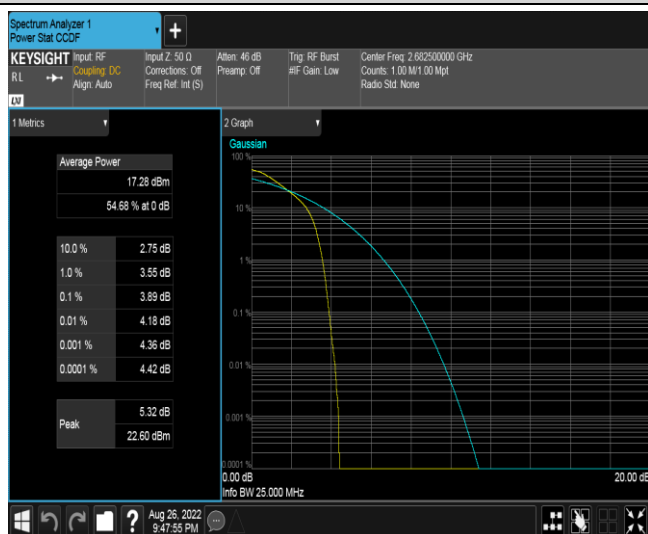 Spectrum Analyzer 1
Power Stat CCDF
+
KEYSIGHT
RL
LXI
Input: RF
Coupling: DC
Align: Auto
Input Z: 50 Ω
Corrections: Off
Freq Ref: Int (S)
Atten: 46 dB
Preamp: Off
Trig: RF Burst
#IF Gain: Low
Center Freq: 2.682500000 GHz
Counts: 1.00 M/1.00 Mpt
Radio Std: None
1 Metrics
Average Power
17.28 dBm
54.68 % at 0 dB
10.0 % 2.75 dB
1.0 % 3.55 dB
0.1 % 3.89 dB
0.01 % 4.18 dB
0.001 % 4.36 dB
0.0001 % 4.42 dB
Peak
5.32 dB
22.60 dBm
2 Graph
Gaussian
100 %
10 %
1 %
0.1 %
0.01 %
0.001 %
0.0001 %
0.00 dB 20.00 dB
Info BW 25.000 MHz
?
Aug 26, 2022
9:47:55 PM